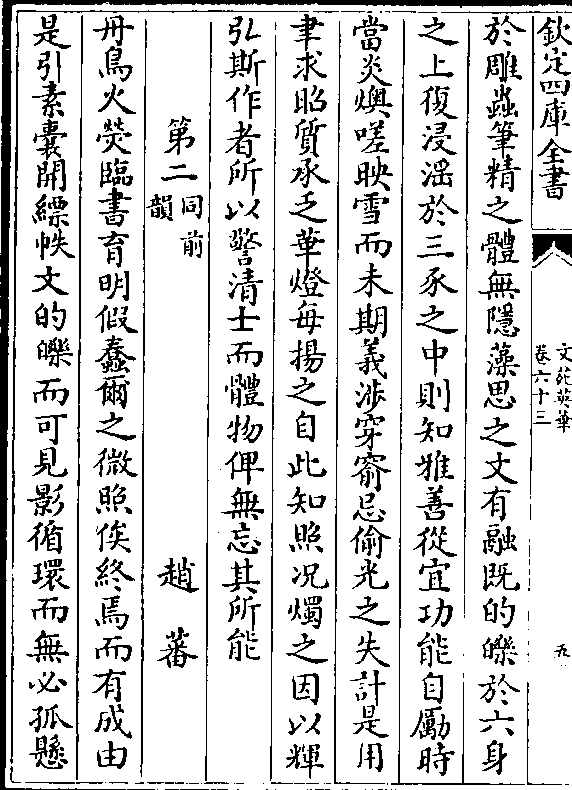 欽定四庫全書
文苑英華
卷六十三
九
於雕蟲筆精之體無隱藻思之文有融既的皪於六身
之上復浸滛於三豕之中則知雅善從宜功能自勵時
當炎燠嗟映雪而未期義渉穿窬忌偷光之失計是用
聿求昭質承乏華燈每揚之自此知照况燭之因以輝
弘斯作者所以警清士而體物俾無忘其所能
第二同前韻
趙蕃
丹鳥火熒臨書育明假蠢爾之微照俟終焉而有成由
是引素囊開縹帙文的皪而可見影循環而無必孤懸